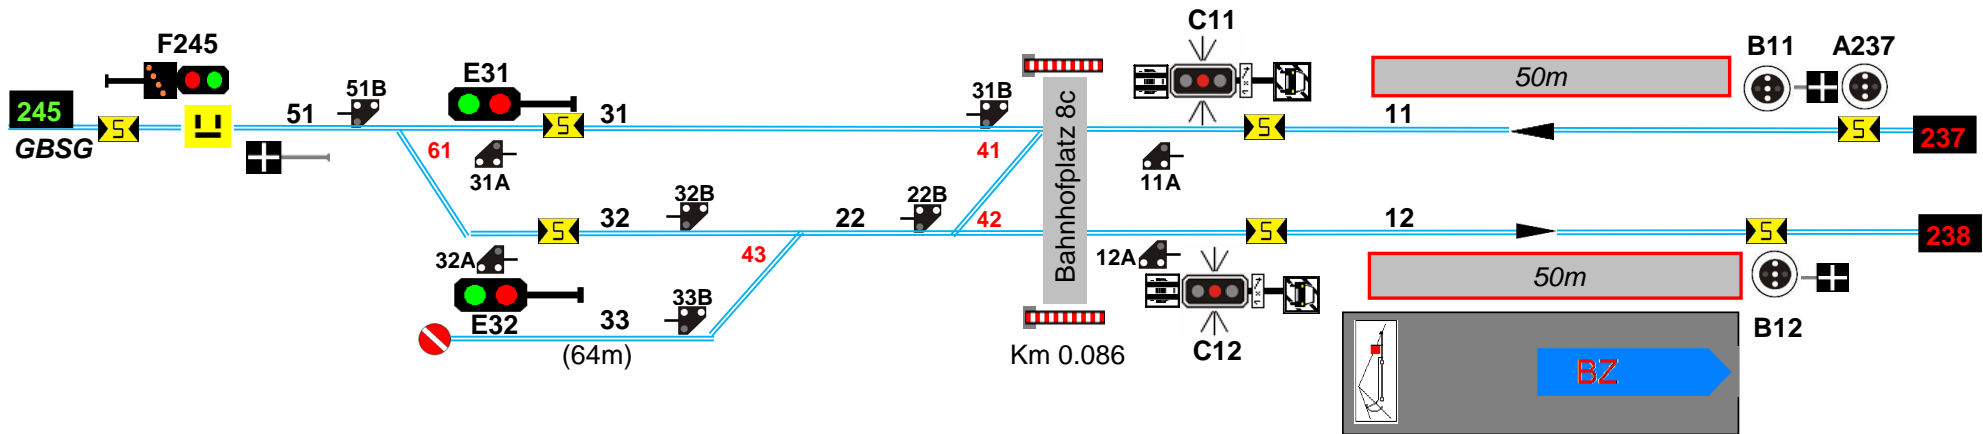 C11
F245
B11 A237
E31
51B
31B
50m
245
51
31
11
237
GBSG
61
41
31A
11A
32B
22B
32
22
42
12
238
Bahnhofplatz 8c
43
32A
12A
50m
33B
E32
33
(64m)
B12
Km 0.086
C12
BZ